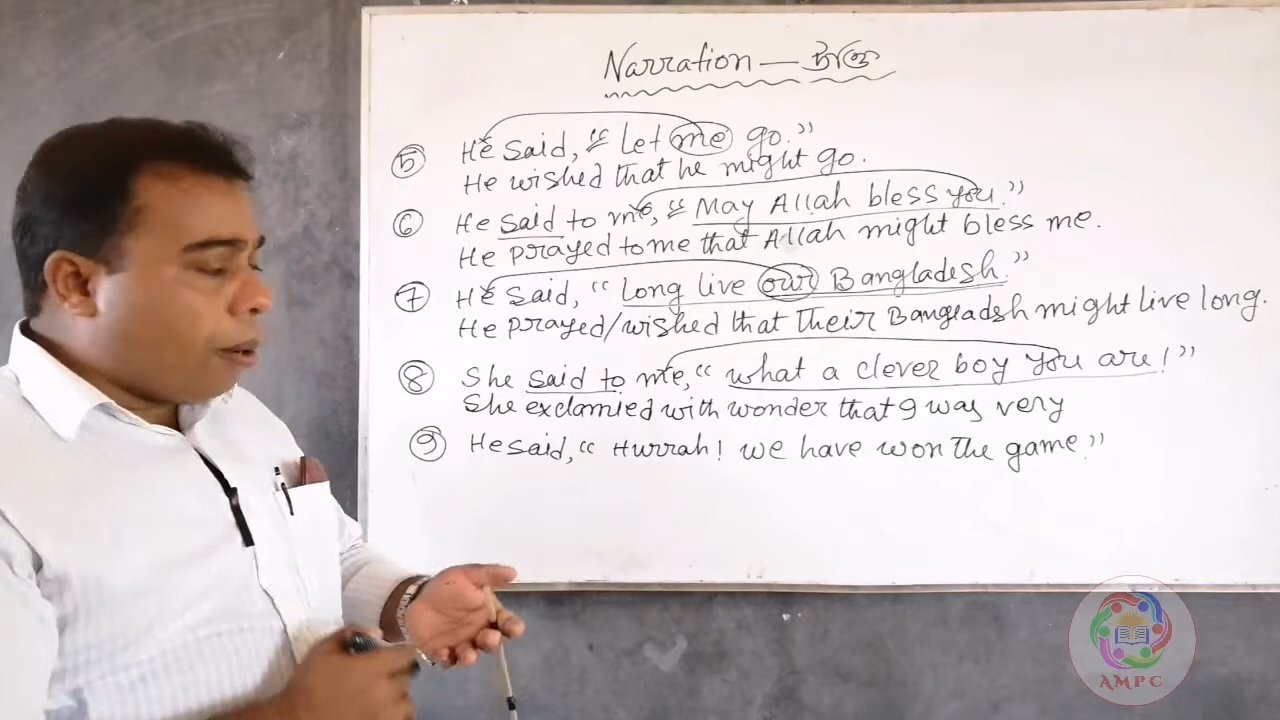 Narration — উক্তি
⑤ He said, "Let me go."
He wished that he might go.
⑥ He said to me, "May Allah bless you."
He prayed to me that Allah might bless me.
⑦ He said, "Long live our Bangladesh."
He prayed/wished that their Bangladsh might live long.
⑧ She said to me, "what a clever boy you are!"
She exclamied with wonder that I was very
⑨ He said, "Hurrah! we have won the game."
AMPC